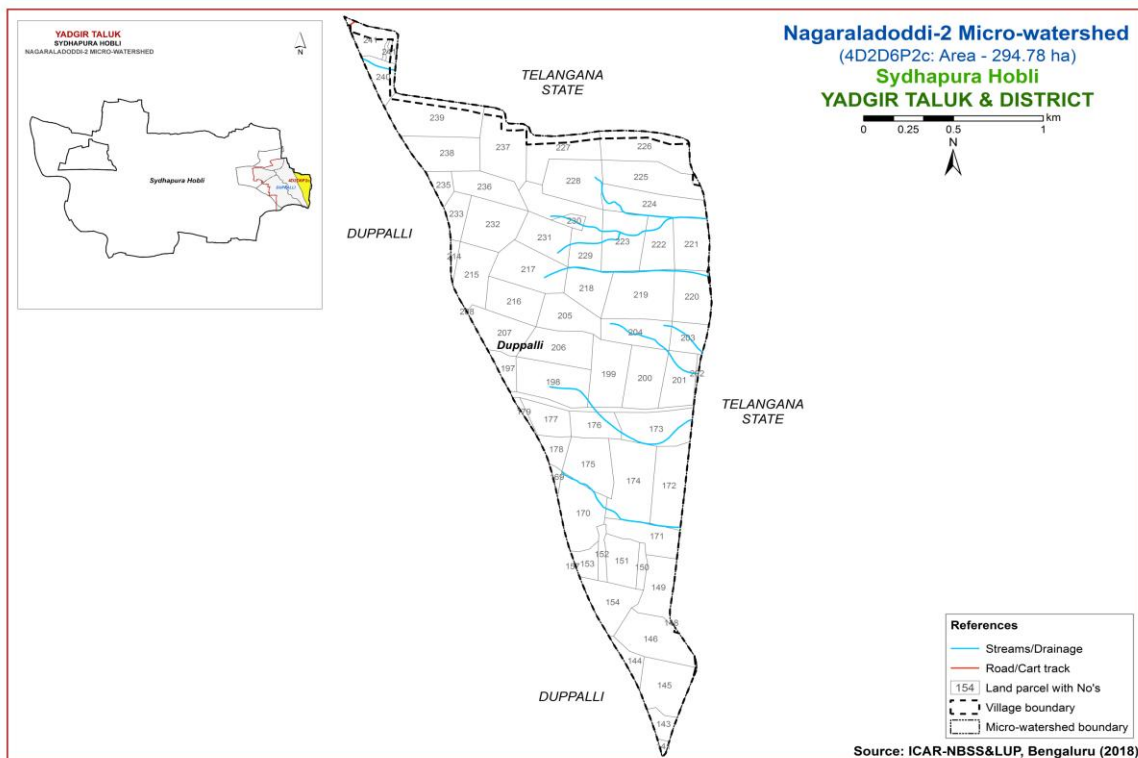 YADGIR TALUK
SYDHAPURA HOBLI
NAGARALADODDI-2 MICRO-WATERSHED
N
Sydhapura Hobli
DUPPALLI
Nagaraladoddi-2 Micro-watershed
(4D2D6P2c: Area - 294.78 ha)
Sydhapura Hobli
YADGIR TALUK & DISTRICT
0 0.25 0.5 1 km
N
TELANGANA
STATE
240
239
237
227
226
238
228
225
235
236
224
233
232
230
231
223
222
221
DUPPALLI
229
214
215
217
218
219
220
216
208
205
207
204
203
Duppalli
206
197
199
200
201
202
198
TELANGANA
STATE
179
177
176
173
178
175
174
172
169
170
171
152
151
153
150
149
154
148
146
144
145
DUPPALLI
143
References
Streams/Drainage
Road/Cart track
154 Land parcel with No's
Village boundary
Micro-watershed boundary
Source: ICAR-NBSS&LUP, Bengaluru (2018)